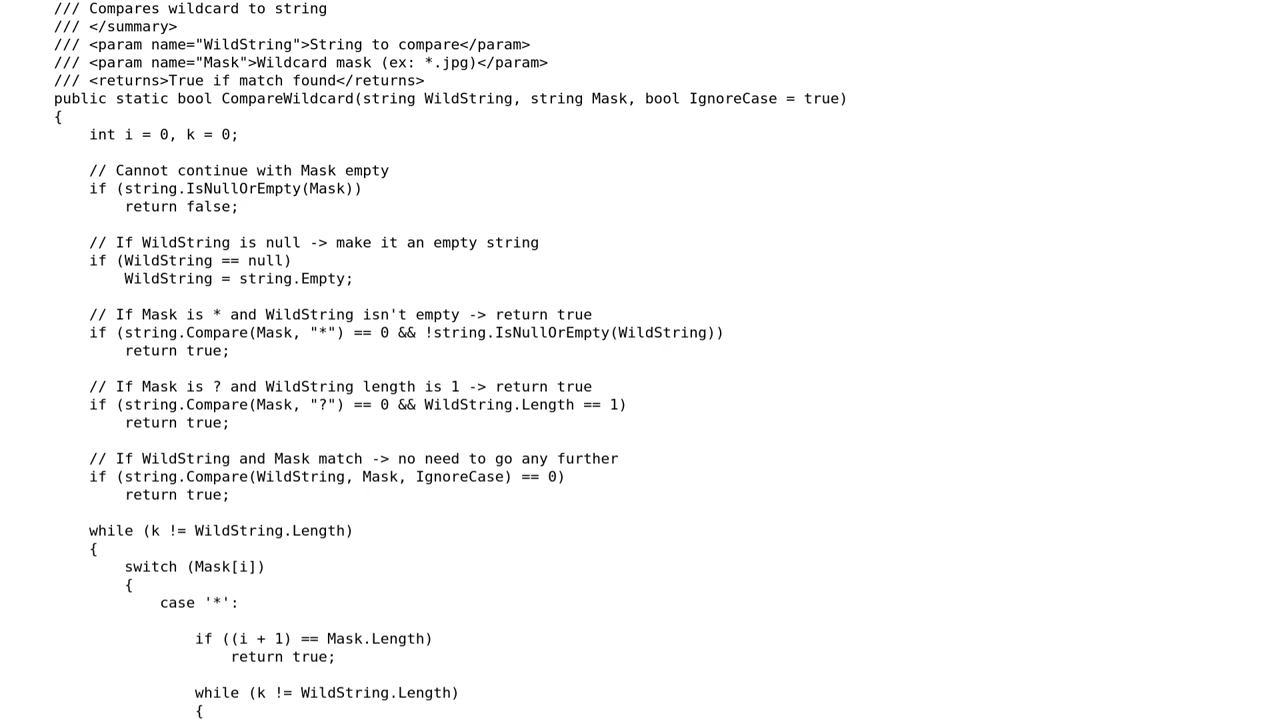 /// Compares wildcard to string
/// </summary>
/// <param name="WildString">String to compare</param>
/// <param name="Mask">Wildcard mask (ex: *.jpg)</param>
/// <returns>True if match found</returns>
public static bool CompareWildcard(string WildString, string Mask, bool IgnoreCase = true)
{
int i = 0, k = 0;
// Cannot continue with Mask empty
if (string.IsNullOrEmpty(Mask))
return false;
// If WildString is null -> make it an empty string
if (WildString == null)
WildString = string.Empty;
// If Mask is * and WildString isn't empty -> return true
if (string.Compare(Mask, "*") == 0 && !string.IsNullOrEmpty(WildString))
return true;
// If Mask is ? and WildString length is 1 -> return true
if (string.Compare(Mask, "?") == 0 && WildString.Length == 1)
return true;
// If WildString and Mask match -> no need to go any further
if (string.Compare(WildString, Mask, IgnoreCase) == 0)
return true;
while (k != WildString.Length)
{
switch (Mask[i])
{
case '*':
if ((i + 1) == Mask.Length)
return true;
while (k != WildString.Length)
{